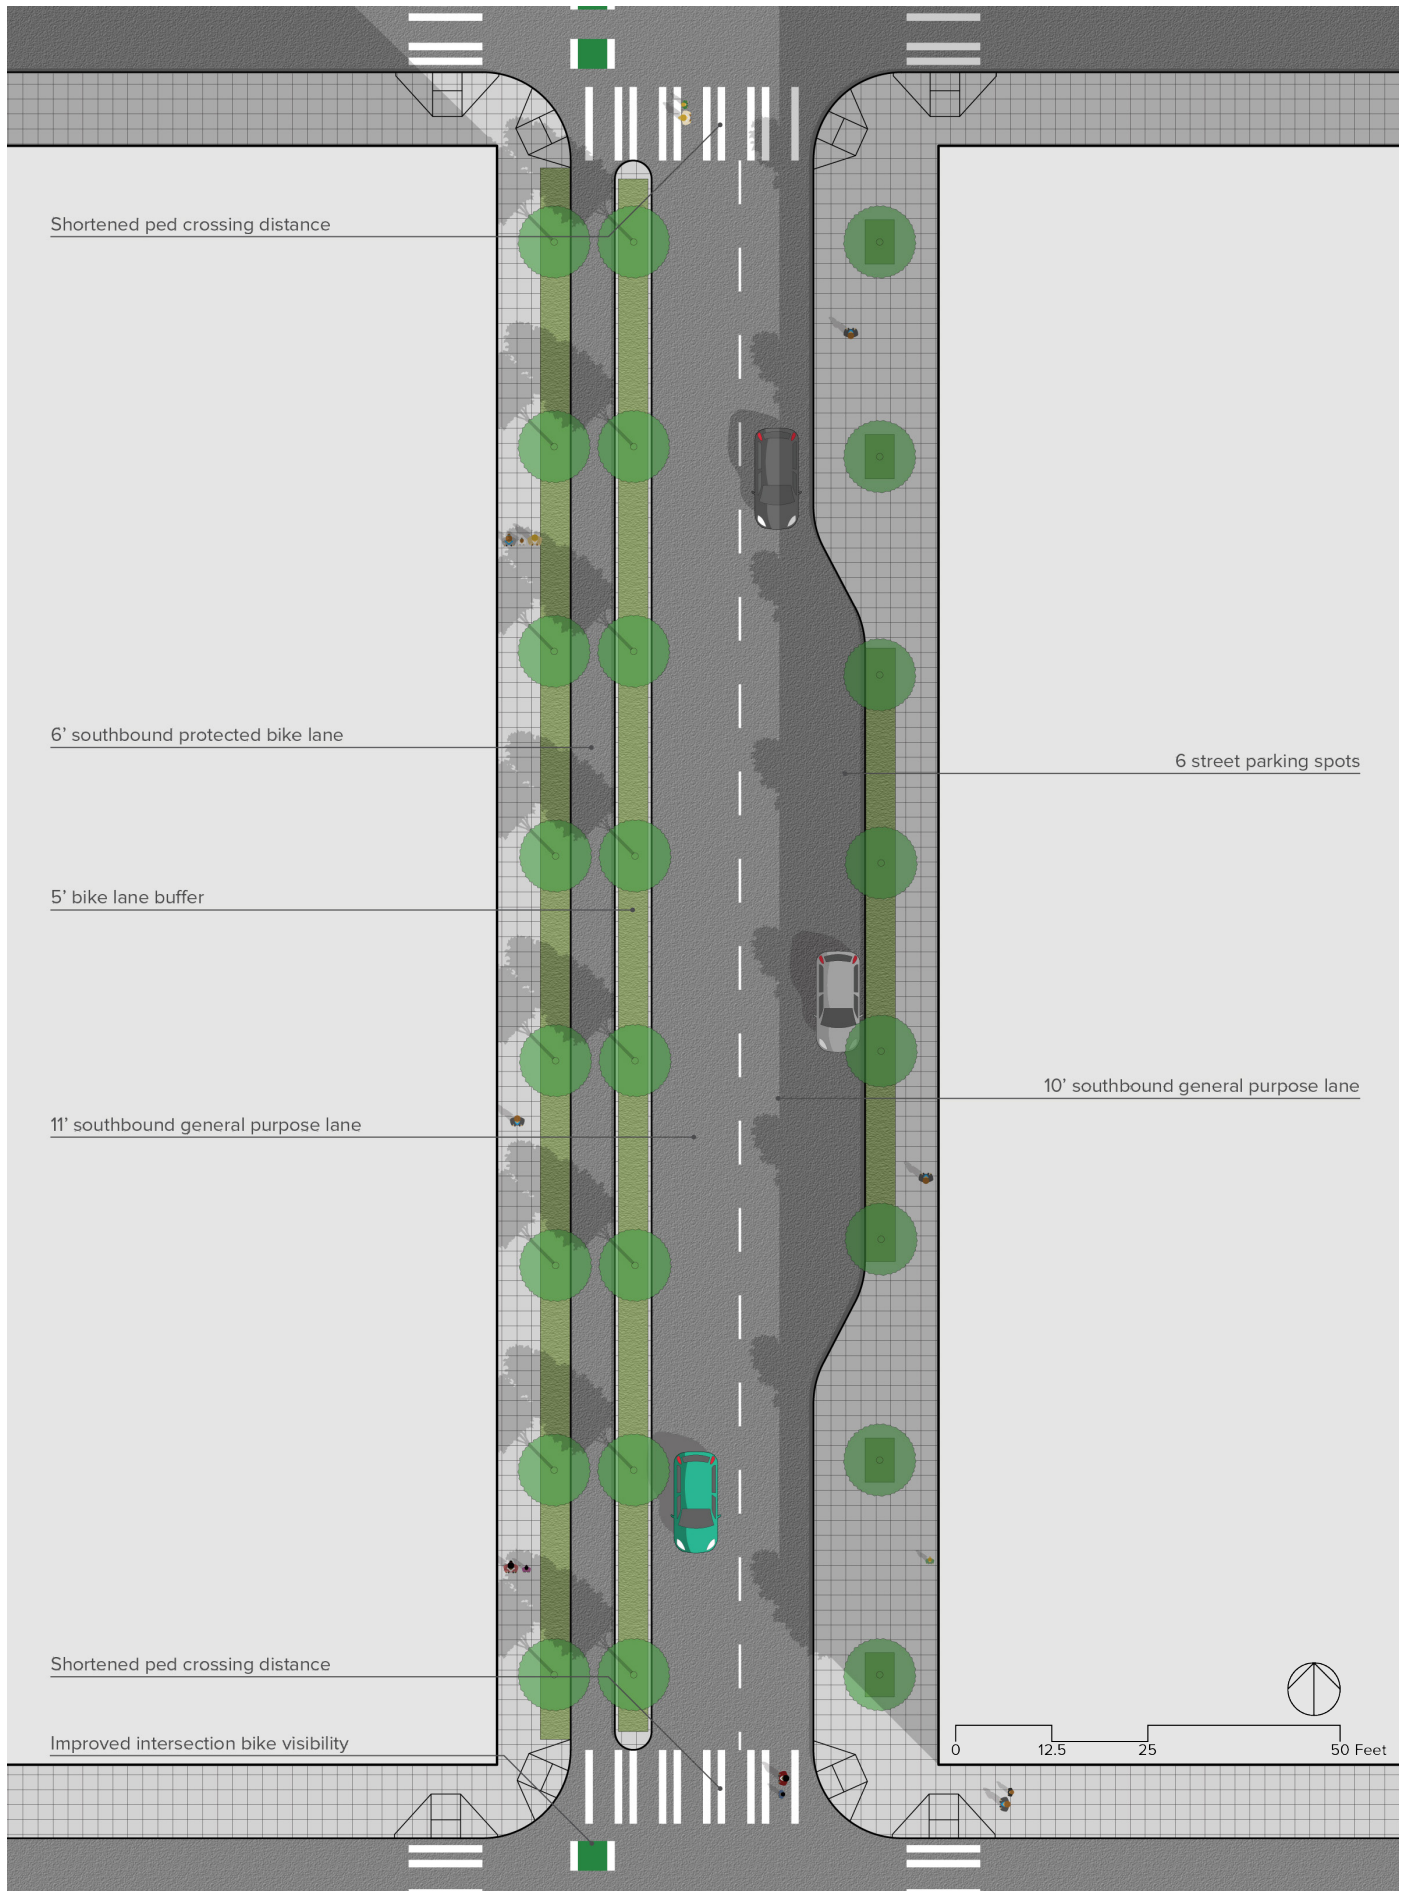 Shortened ped crossing distance
6’ southbound protected bike lane
6 street parking spots
5’ bike lane buffer
10’ southbound general purpose lane
11’ southbound general purpose lane
Shortened ped crossing distance
Improved intersection bike visibility
0 12.5 25 50 Feet